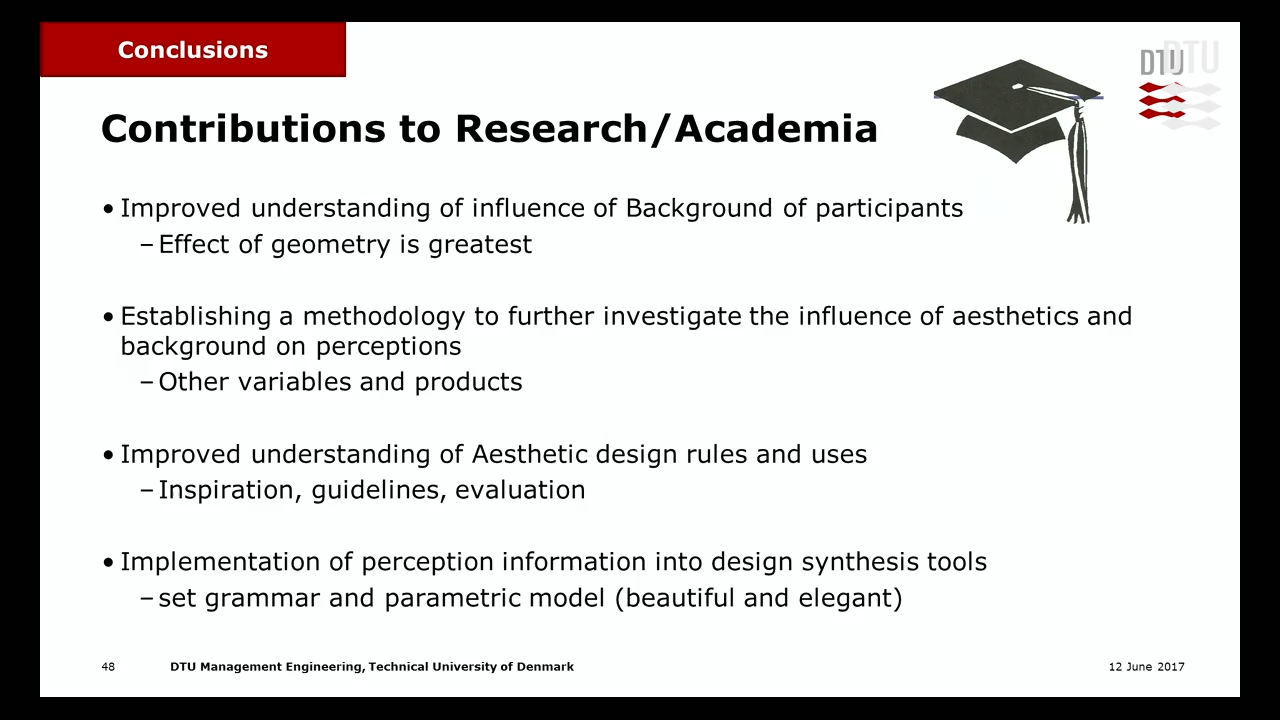 Conclusions
DTU
DTU
Contributions to Research/Academia
• Improved understanding of influence of Background of participants
– Effect of geometry is greatest
• Establishing a methodology to further investigate the influence of aesthetics and
background on perceptions
– Other variables and products
• Improved understanding of Aesthetic design rules and uses
– Inspiration, guidelines, evaluation
• Implementation of perception information into design synthesis tools
– set grammar and parametric model (beautiful and elegant)
48 DTU Management Engineering, Technical University of Denmark 12 June 2017